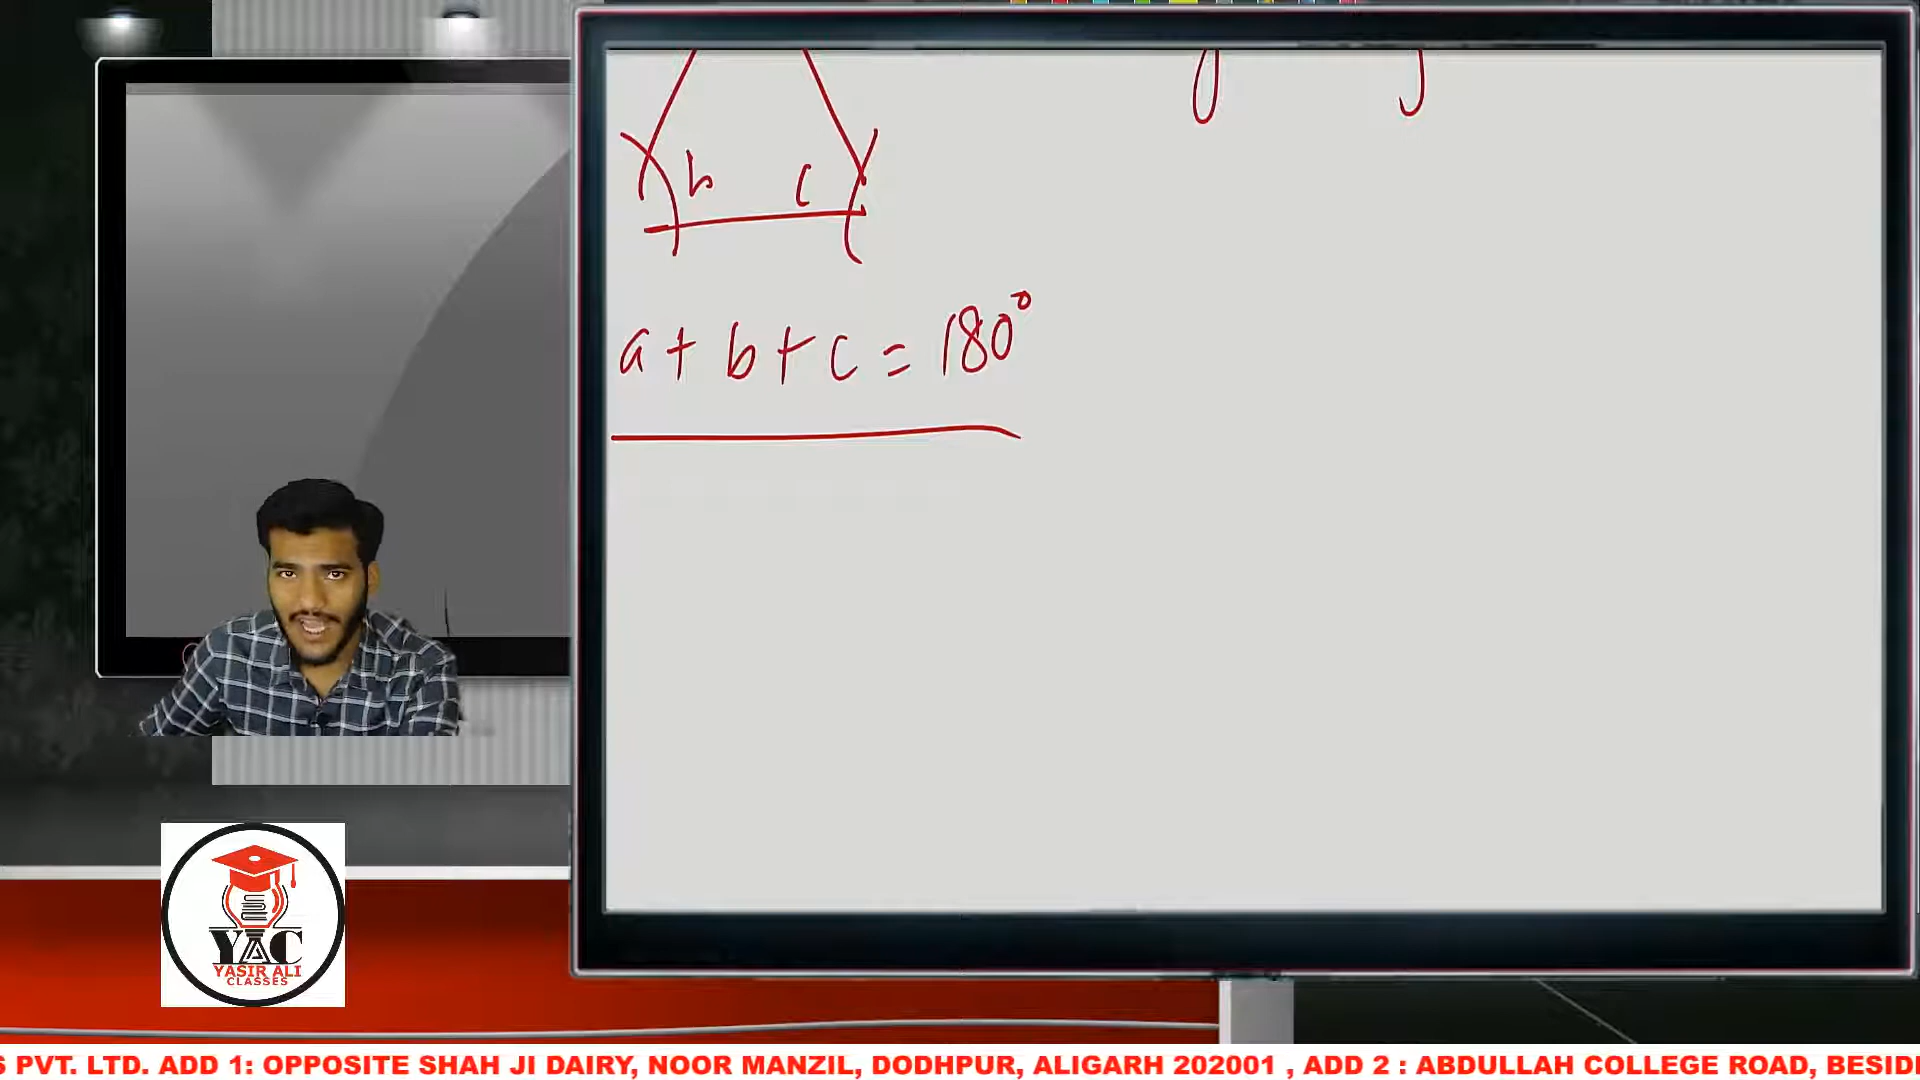 b c
a + b + c = 180°
YAC
YASIR ALI
CLASSES
S PVT. LTD. ADD 1: OPPOSITE SHAH JI DAIRY, NOOR MANZIL, DODHPUR, ALIGARH 202001 , ADD 2 : ABDULLAH COLLEGE ROAD, BESID